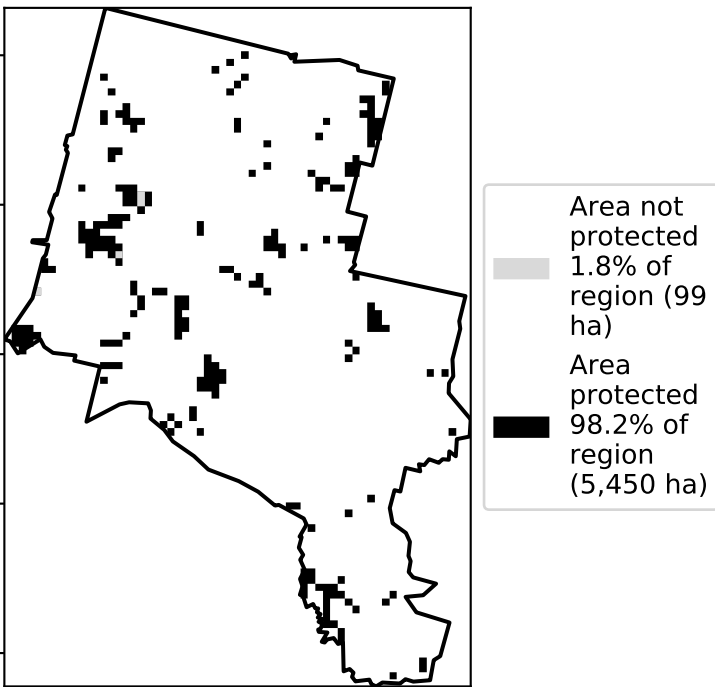 Area not
protected
1.8% of
region (99
ha)
Area
protected
98.2% of
region
(5,450 ha)